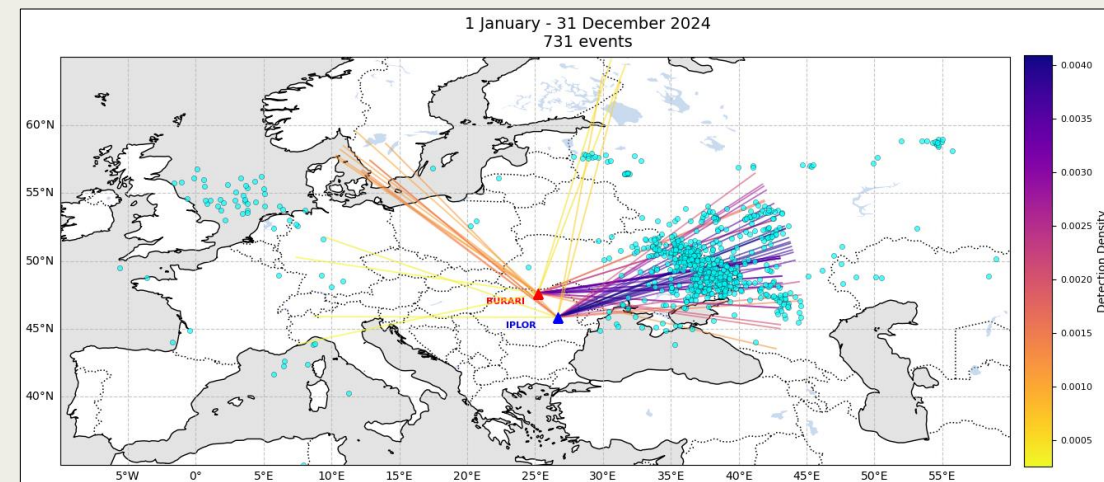 1 January - 31 December 2024
731 events
60°N
55°N
50°N
45°N
40°N
5°W 0° 5°E 10°E 15°E 20°E 25°E 30°E 35°E 40°E 45°E 50°E 55°E
BURARI
IPLOR
0.0040
0.0035
0.0030
0.0025
0.0020
0.0015
0.0010
0.0005
Detection Density